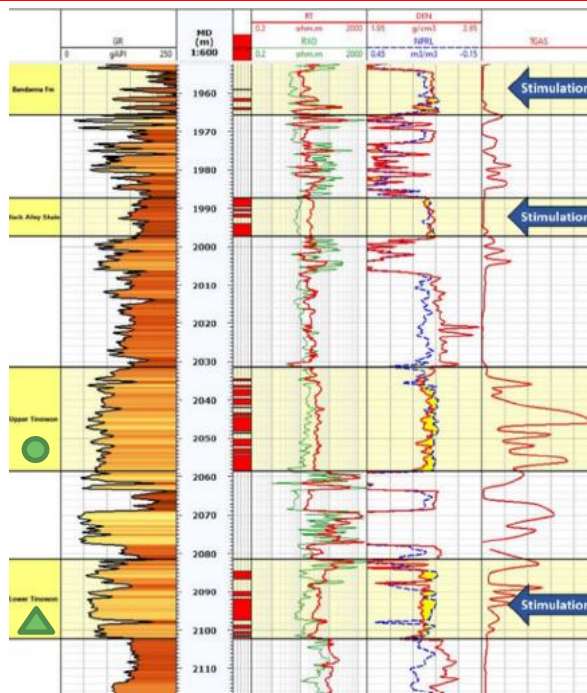 GR
0 gAPI 250
MD
(m)
1:600
RT
0.2 ohm.m 2000
RXO
0.2 ohm.m 2000
DEN
1.95 g/cm3 2.95
NPRL
0.45 m3/m3 -0.15
TGAS
Bandanna Fm
Stimulation
1960
1970
1980
1990
lack Alley Shale
Stimulation
2000
2010
2020
2030
2040
Upper Tinowon
2050
2060
2070
2080
2090
Lower Tinowon
Stimulation
2100
2110